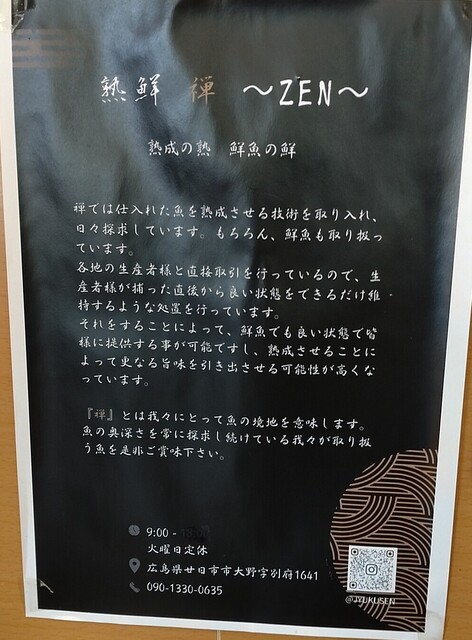 熟鮮 禅 〜ZEN〜
熟成の熟 鮮魚の鮮
禅では仕入れた魚を熟成させる技術を取り入れ、
日々探求しています。もちろん、鮮魚も取り扱っ
ています。
各地の生産者様と直接取引を行っているので、生
産者様が捕った直後から良い状態をできるだけ維
持するような処置を行っています。
それをすることによって、鮮魚でも良い状態で皆
様に提供する事が可能ですし、熟成させることに
よって更なる旨味を引き出させる可能性が高くな
っています。
『禅』とは我々にとって魚の境地を意味します。
魚の奥深さを常に探求し続けている我々が取り扱
う魚を是非ご賞味下さい。
9:00 -
火曜日定休
広島県廿日市市大野字別府1641
090-1330-0635
@JYUKUSEN